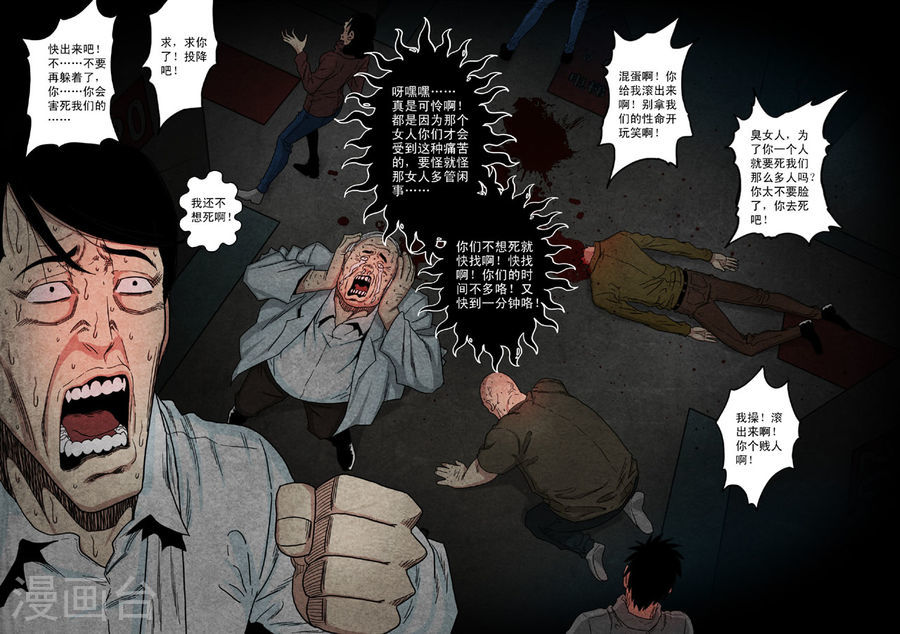 快出来吧!
不……不要
再躲着了,
你……你会
害死我们的
……
求,求你
了!投降
吧!
我还不
想死啊!
呀嘿嘿……
真是可怜啊!
都是因为那个
女人你们才会
受到这种痛苦
的,要怪就怪
那女人多管闲
事……
你们不想死就
快找啊!快找
啊!你们的时
间不多咯!又
快到一分钟咯!
混蛋啊!你
给我滚出来
啊!别拿我
们的性命开
玩笑啊!
臭女人,为
了你一个人
就要死我们
那么多人吗?
你太不要脸
了,你去死
吧!
我操!滚
出来啊!
你个贱人
啊!
漫画台